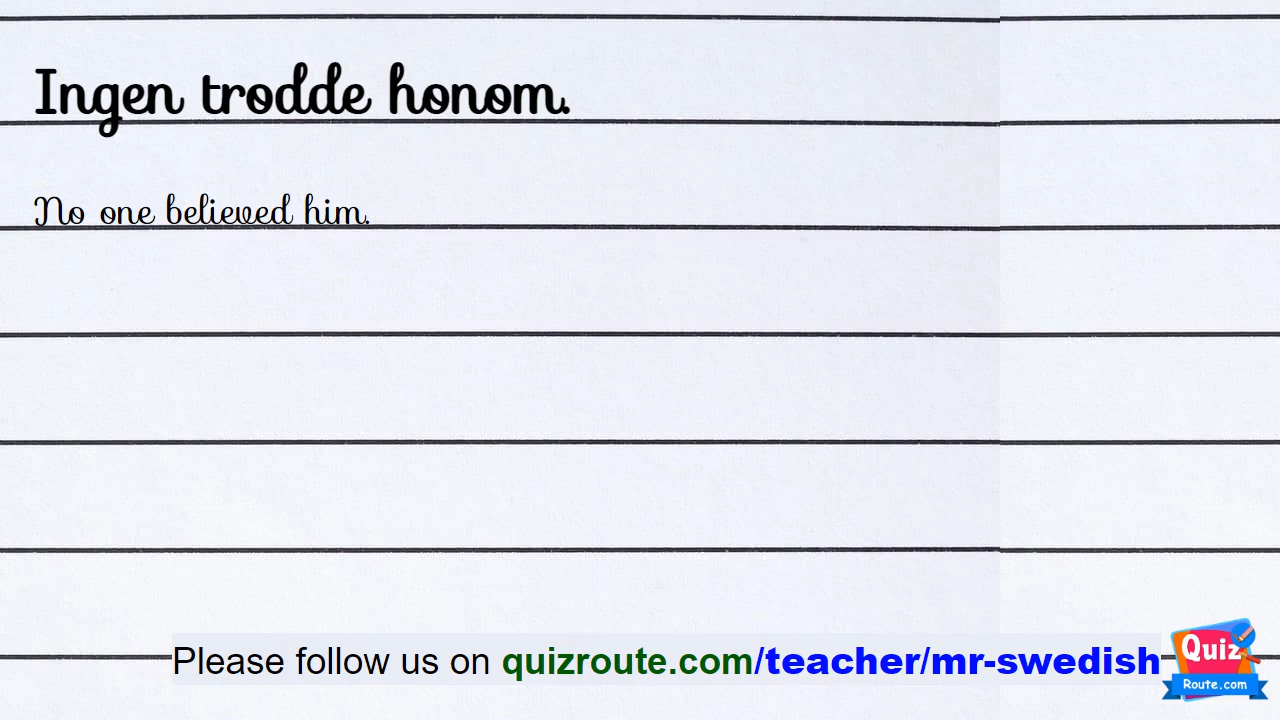 Ingen trodde honom.
No one believed him.
Please follow us on quizroute.com/teacher/mr-swedish
Quiz
Route.com